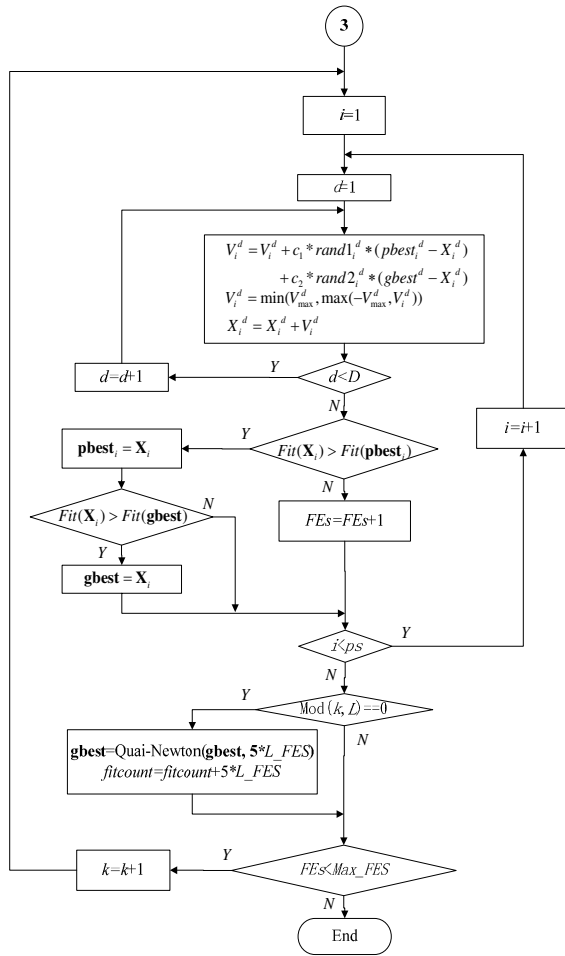 3
i=1
d=1
V_i^d = V_i^d + c_1 * rand1_i^d * (pbest_i^d − X_i^d)
+ c_2 * rand2_i^d * (gbest^d − X_i^d)
V_i^d = min(V_max^d, max(−V_max^d, V_i^d))
X_i^d = X_i^d + V_i^d
d=d+1
Y
d<D
N
i=i+1
pbest_i = X_i
Y
Fit(X_i) > Fit(pbest_i)
N
Fit(X_i) > Fit(gbest)
N
FEs=FEs+1
Y
gbest = X_i
i<ps
Y
N
Y
Mod(k, L)==0
N
gbest=Quai-Newton(gbest, 5*L_FES)
fitcount=fitcount+5*L_FES
k=k+1
Y
FEs<Max_FES
N
End